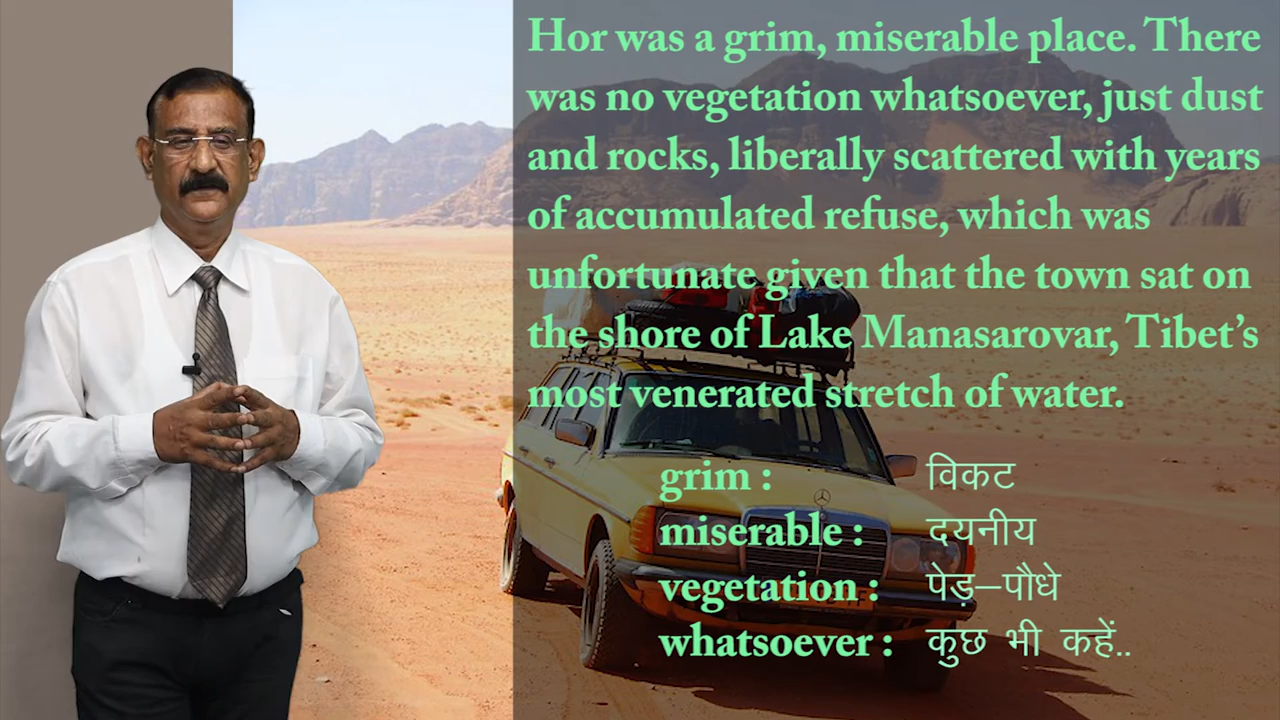 Hor was a grim, miserable place. There
was no vegetation whatsoever, just dust
and rocks, liberally scattered with years
of accumulated refuse, which was
unfortunate given that the town sat on
the shore of Lake Manasarovar, Tibet’s
most venerated stretch of water.
grim : विकट
miserable : दयनीय
vegetation : पेड़–पौधे
whatsoever : कुछ भी कहें..